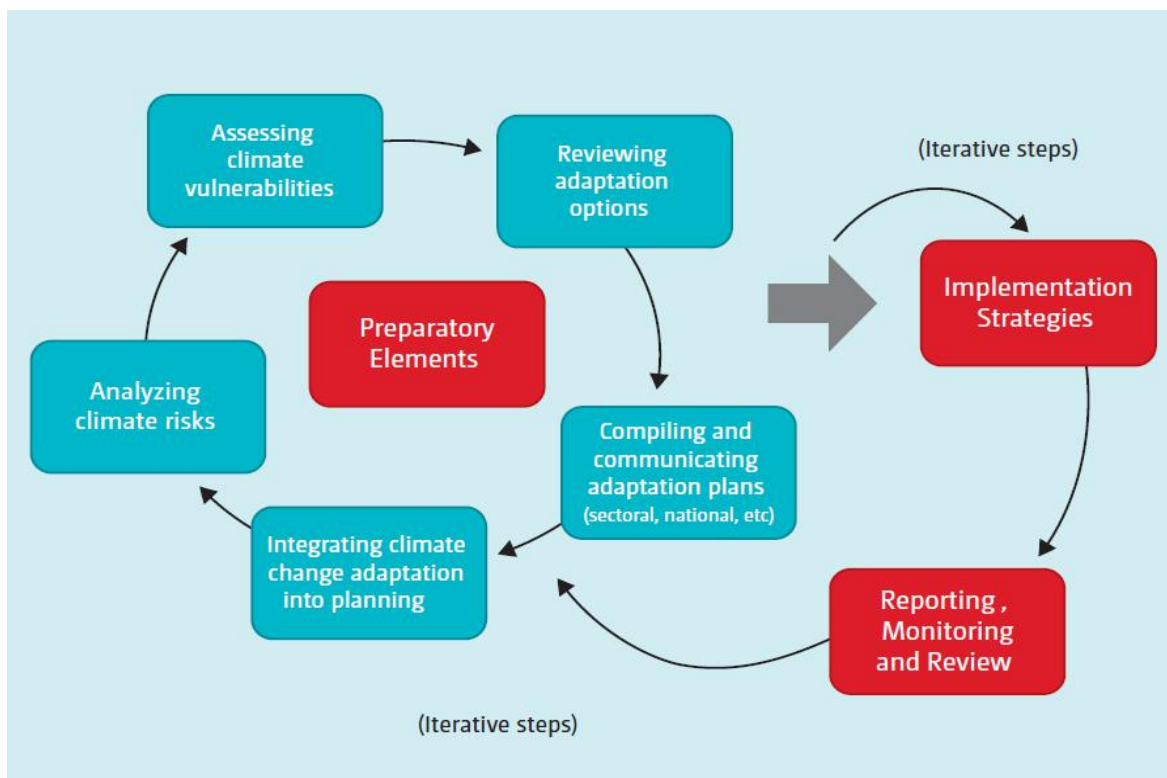 Assessing
climate
vulnerabilities
Reviewing
adaptation
options
(Iterative steps)
Implementation
Strategies
Preparatory
Elements
Analyzing
climate risks
Compiling and
communicating
adaptation plans
(sectoral, national, etc)
Integrating climate
change adaptation
into planning
Reporting ,
Monitoring
and Review
(Iterative steps)